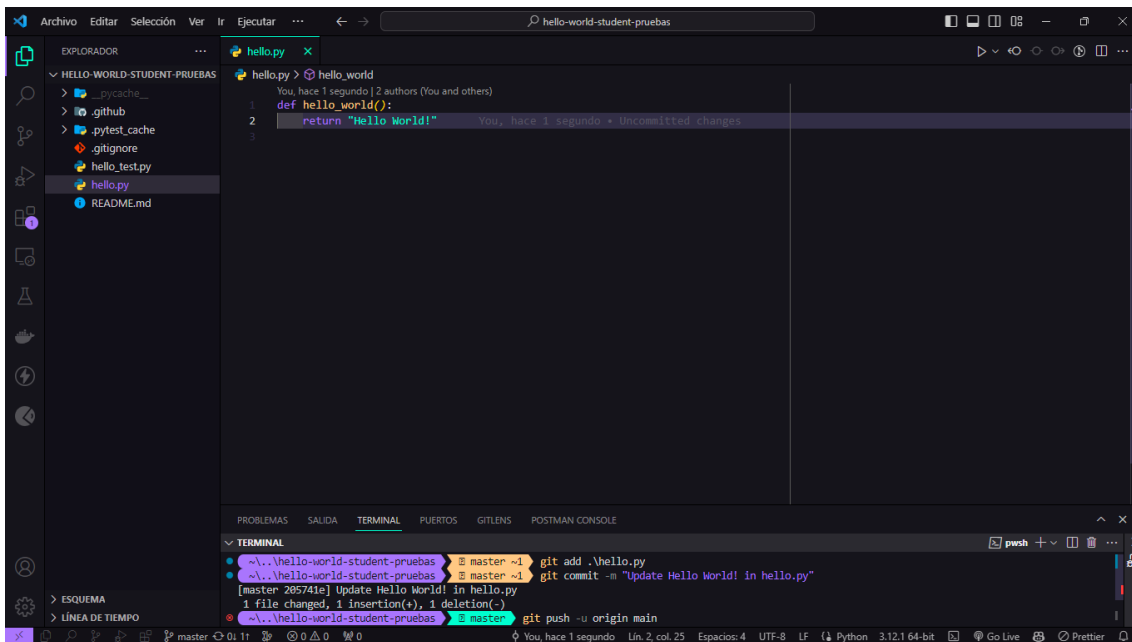 Archivo Editar Selección Ver Ir Ejecutar ··· hello-world-student-pruebas
EXPLORADOR ···
hello.py
HELLO-WORLD-STUDENT-PRUEBAS
__pycache__
.github
.pytest_cache
.gitignore
hello_test.py
hello.py
README.md
ESQUEMA
LÍNEA DE TIEMPO
hello.py > hello_world
You, hace 1 segundo | 2 authors (You and others)
1 def hello_world():
2 return "Hello World!" You, hace 1 segundo • Uncommitted changes
3
PROBLEMAS SALIDA TERMINAL PUERTOS GITLENS POSTMAN CONSOLE
TERMINAL pwsh
~\..\hello-world-student-pruebas master ~1 git add .\hello.py
~\..\hello-world-student-pruebas master ~1 git commit -m "Update Hello World! in hello.py"
[master 205741e] Update Hello World! in hello.py
1 file changed, 1 insertion(+), 1 deletion(-)
~\..\hello-world-student-pruebas master git push -u origin main
master 0↓ 1↑ 0 0 0 You, hace 1 segundo Lín. 2, col. 25 Espacios: 4 UTF-8 LF Python 3.12.1 64-bit Go Live Prettier